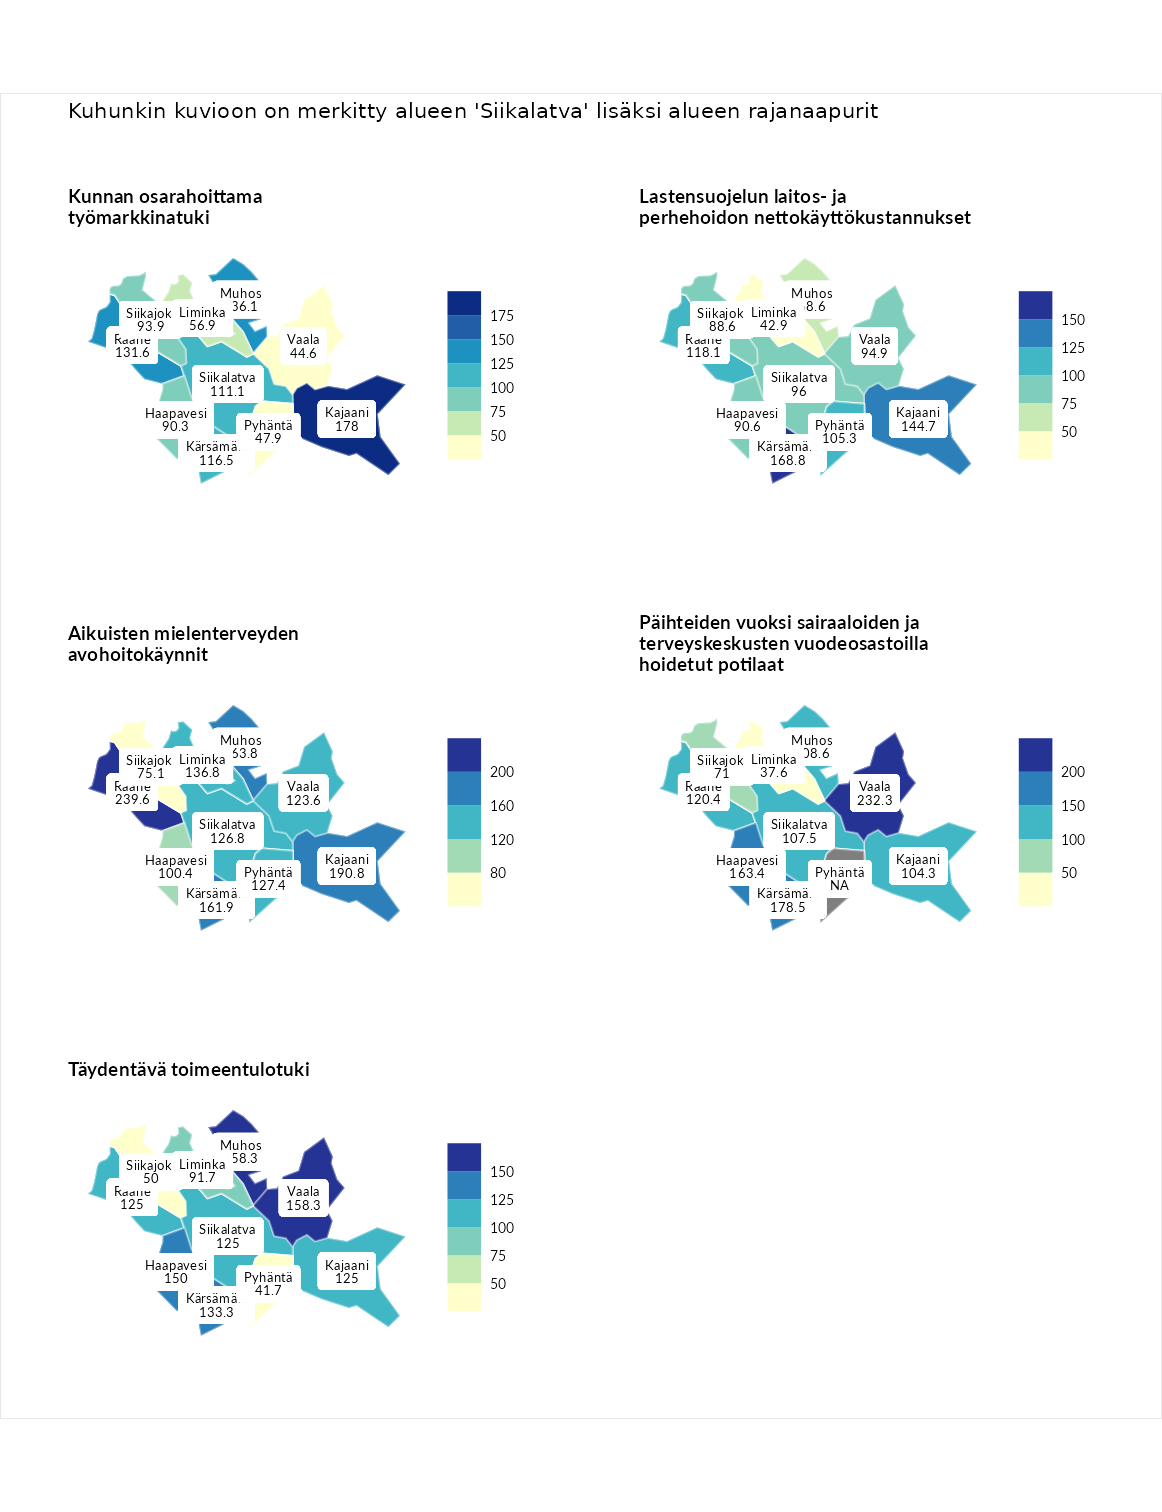 Kuhunkin kuvioon on merkitty alueen 'Siikalatva' lisäksi alueen rajanaapurit
Kunnan osarahoittama
työmarkkinatuki
Muhos
Siikajok
93.9
Liminka
56.9
131.6
Vaala
44.6
Siikalatva
111.1
Haapavesi
90.3
Kajaani
178
Pyhäntä
47.9
Kärsämä
116.5
175
150
125
100
75
50
Lastensuojelun laitos- ja
perhehoidon nettokäyttökustannukset
Muhos
Siikajok
88.6
Liminka
42.9
118.1
Vaala
94.9
Siikalatva
96
Haapavesi
90.6
Kajaani
144.7
Pyhäntä
105.3
Kärsämä
168.8
150
125
100
75
50
Aikuisten mielenterveyden
avohoitokäynnit
Muhos
Siikajok
75.1
Liminka
136.8
239.6
Vaala
123.6
Siikalatva
126.8
Haapavesi
100.4
Kajaani
190.8
Pyhäntä
127.4
Kärsämä
161.9
200
160
120
80
Päihteiden vuoksi sairaaloiden ja
terveyskeskusten vuodeosastoilla
hoidetut potilaat
Muhos
Siikajok
71
Liminka
37.6
120.4
Vaala
232.3
Siikalatva
107.5
Haapavesi
163.4
Kajaani
104.3
Pyhäntä
NA
Kärsämä
178.5
200
150
100
50
Täydentävä toimeentulotuki
Muhos
Siikajok
50
Liminka
91.7
125
Vaala
158.3
Siikalatva
125
Haapavesi
150
Kajaani
125
Pyhäntä
41.7
Kärsämä
133.3
150
125
100
75
50